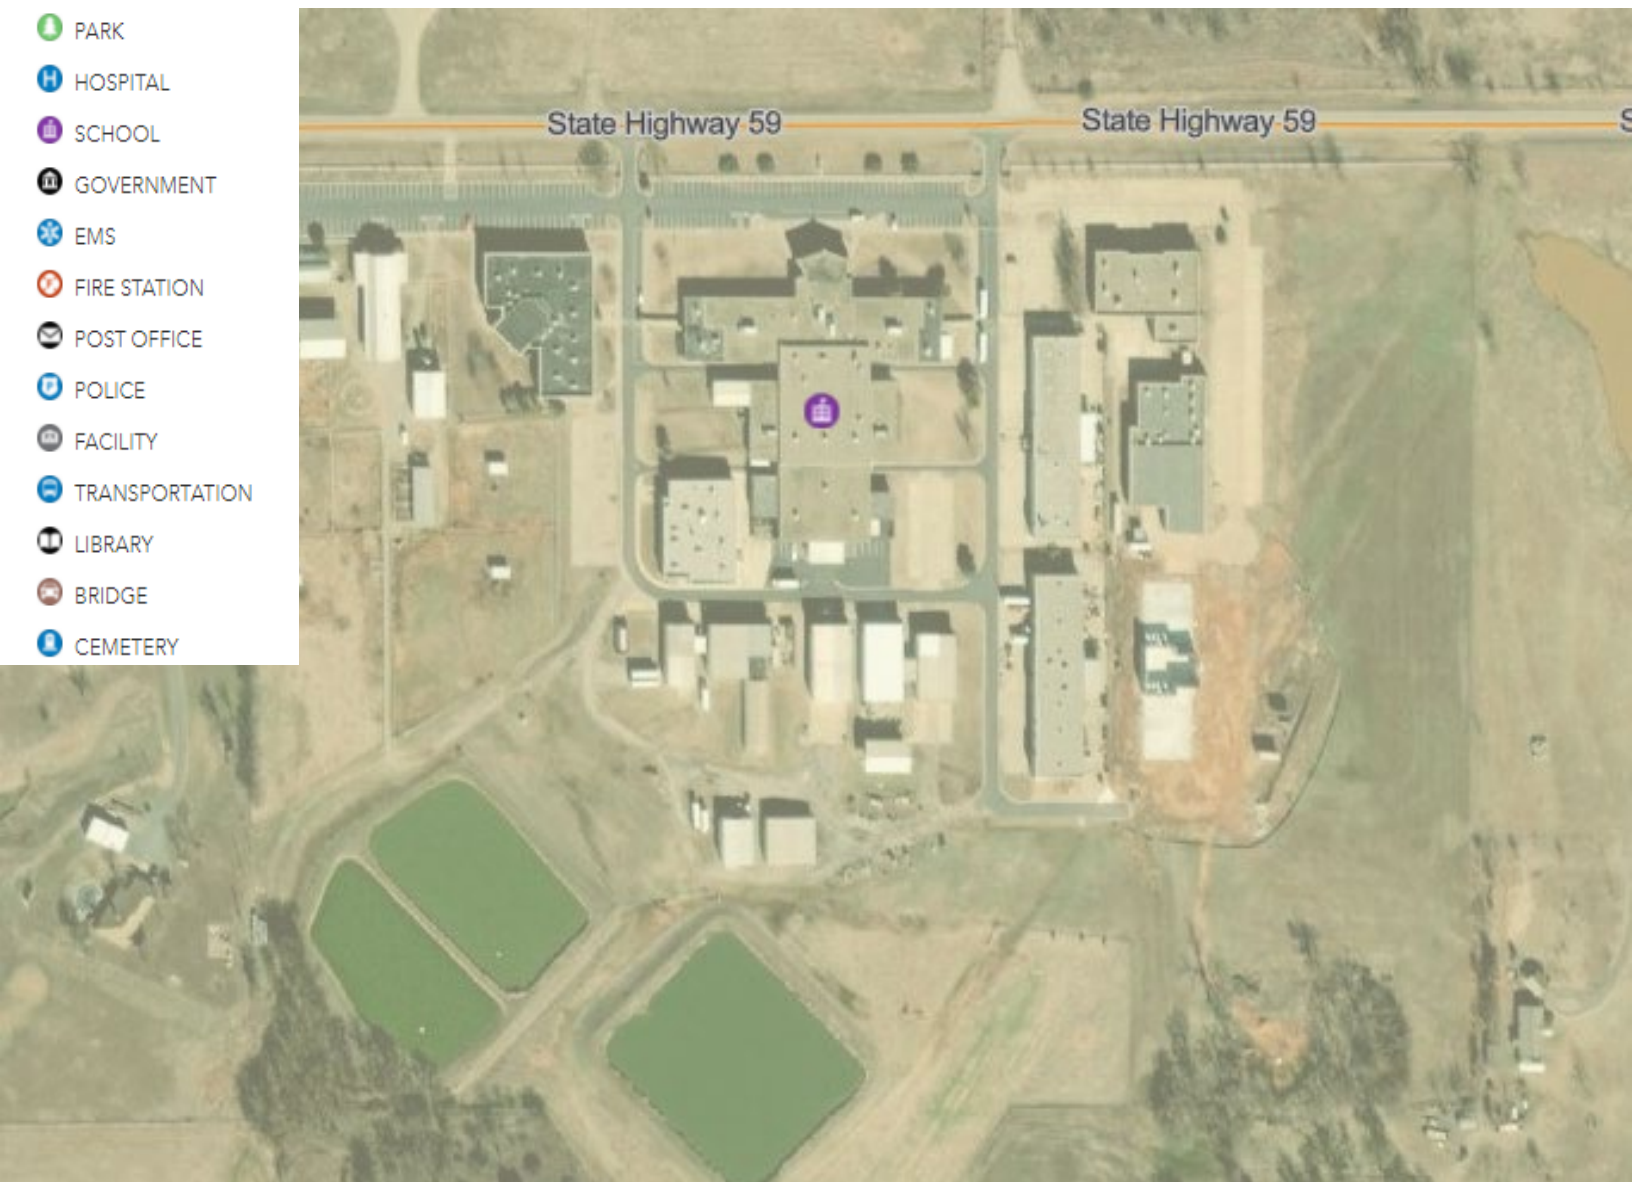 PARK
HOSPITAL
SCHOOL
GOVERNMENT
EMS
FIRE STATION
POST OFFICE
POLICE
FACILITY
TRANSPORTATION
LIBRARY
BRIDGE
CEMETERY
State Highway 59
State Highway 59
S